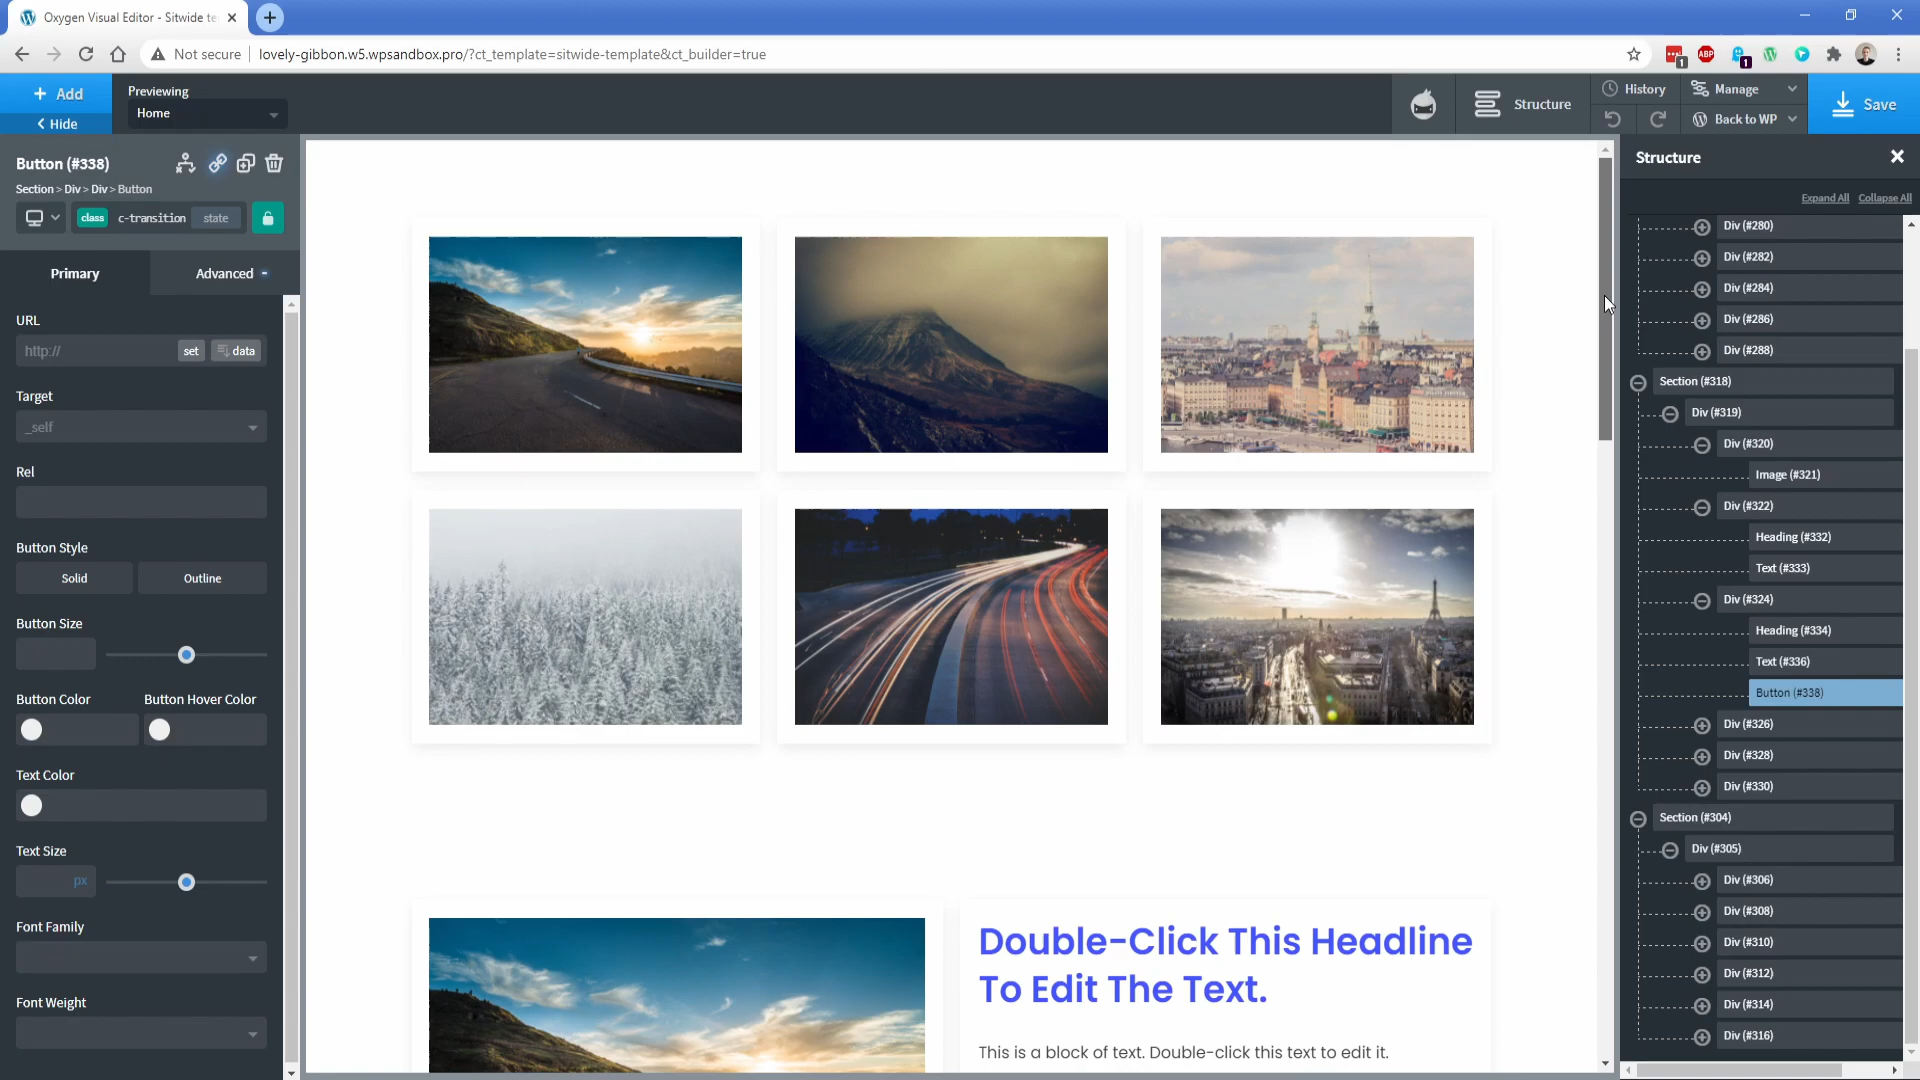 Oxygen Visual Editor - Sitwide te
Not secure
lovely-gibbon.w5.wpsandbox.pro/?ct_template=sitwide-template&ct_builder=true
1
ABP
1
+ Add
< Hide
Previewing
Home
Structure
History
Manage
Back to WP
Save
Button (#338)
Section > Div > Div > Button
class
c-transition
state
Primary
Advanced
URL
http://
set
data
Target
_self
Rel
Button Style
Solid
Outline
Button Size
Button Color
Button Hover Color
Text Color
Text Size
px
Font Family
Font Weight
Double-Click This Headline
To Edit The Text.
This is a block of text. Double-click this text to edit it.
Structure
Expand All
Collapse All
Div (#280)
Div (#282)
Div (#284)
Div (#286)
Div (#288)
Section (#318)
Div (#319)
Div (#320)
Image (#321)
Div (#322)
Heading (#332)
Text (#333)
Div (#324)
Heading (#334)
Text (#336)
Button (#338)
Div (#326)
Div (#328)
Div (#330)
Section (#304)
Div (#305)
Div (#306)
Div (#308)
Div (#310)
Div (#312)
Div (#314)
Div (#316)